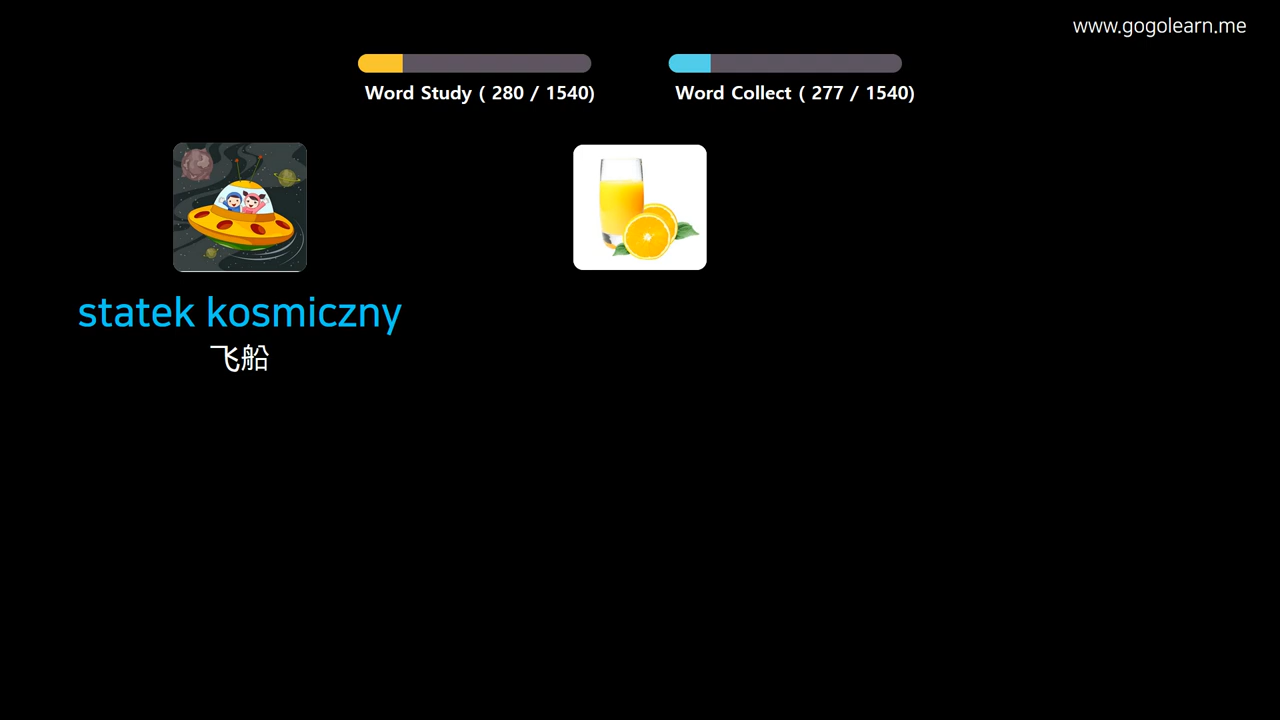 www.gogolearn.me
Word Study ( 280 / 1540)
Word Collect ( 277 / 1540)
statek kosmiczny
飞船